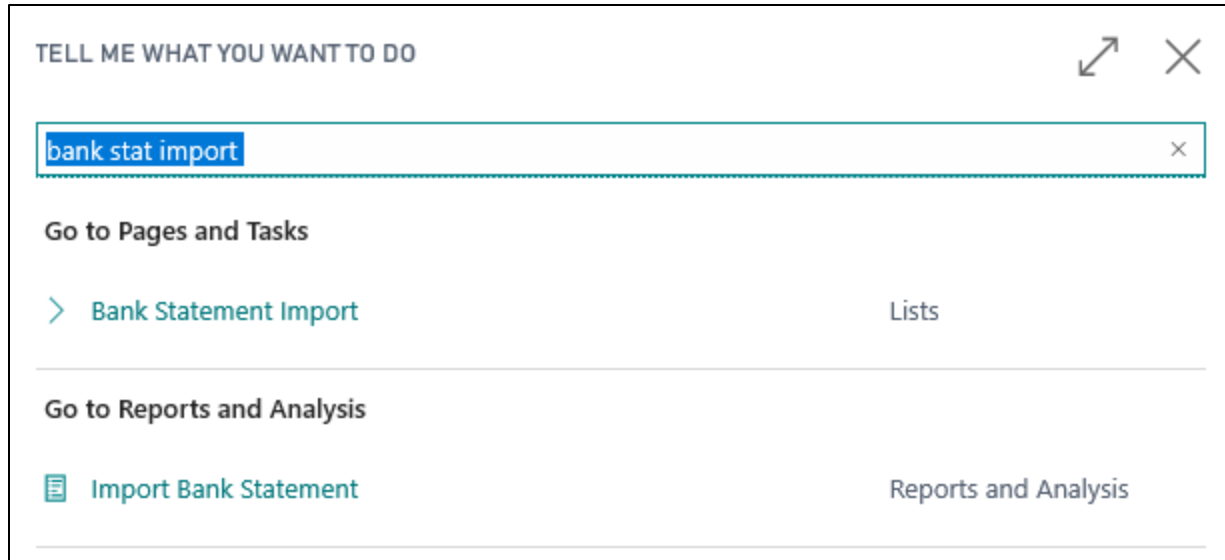 TELL ME WHAT YOU WANT TO DO
bank stat import
Go to Pages and Tasks
Bank Statement Import Lists
Go to Reports and Analysis
Import Bank Statement Reports and Analysis